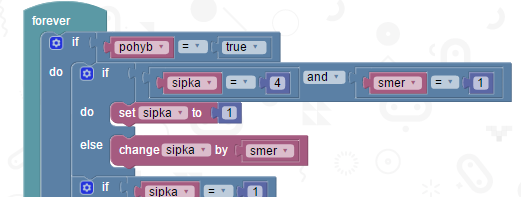 forever
if pohyb = true
do if sipka = 4 and smer = 1
do set sipka to 1
else change sipka by smer
if sipka = 1